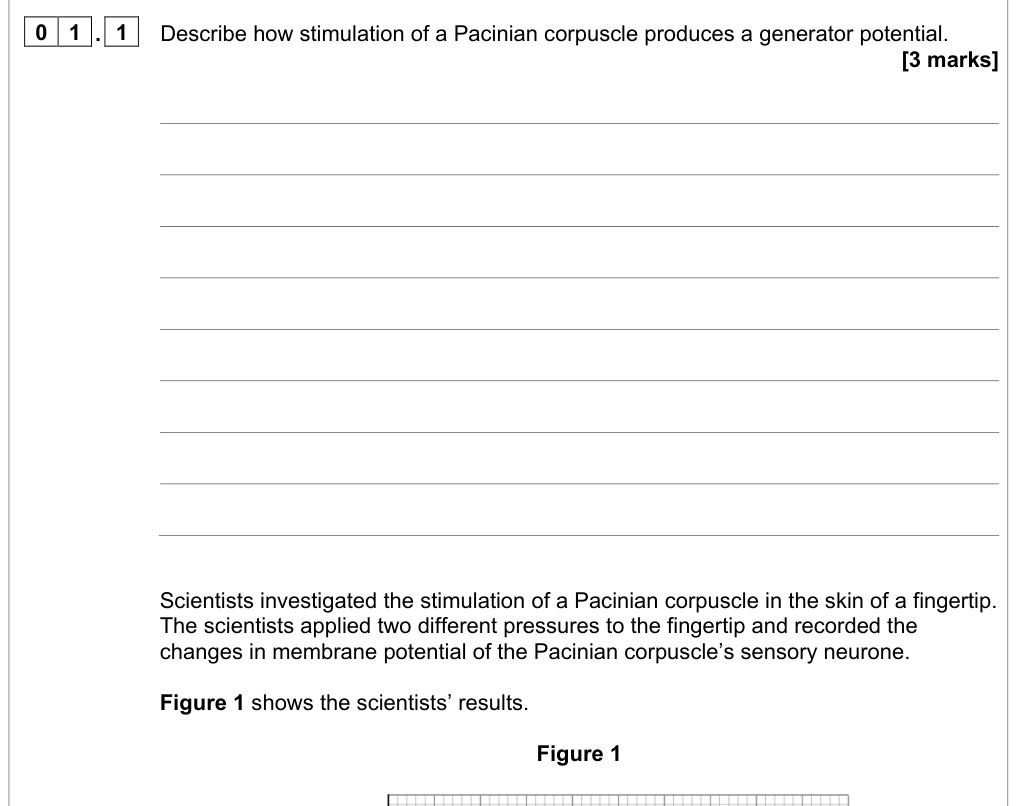 0 1 . 1 Describe how stimulation of a Pacinian corpuscle produces a generator potential.
[3 marks]
Scientists investigated the stimulation of a Pacinian corpuscle in the skin of a fingertip.
The scientists applied two different pressures to the fingertip and recorded the
changes in membrane potential of the Pacinian corpuscle’s sensory neurone.
Figure 1 shows the scientists’ results.
Figure 1